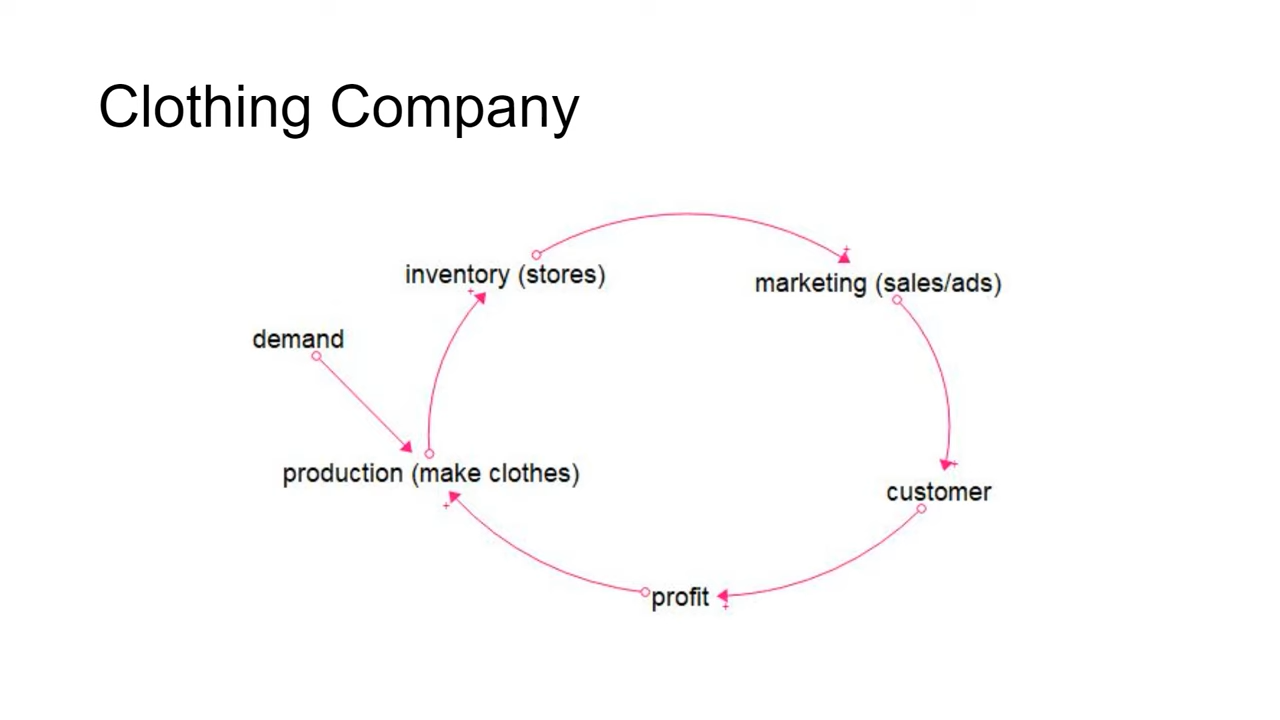 Clothing Company
inventory (stores)
marketing (sales/ads)
demand
production (make clothes)
customer
profit
+
+
+
+
+